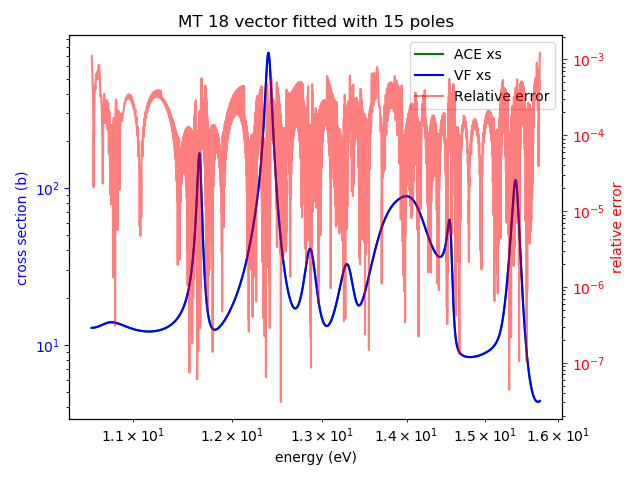 MT 18 vector fitted with 15 poles
ACE xs
VF xs
Relative error
cross section (b)
10²
10¹
relative error
10⁻³
10⁻⁴
10⁻⁵
10⁻⁶
10⁻⁷
1.1 × 10¹ 1.2 × 10¹ 1.3 × 10¹ 1.4 × 10¹ 1.5 × 10¹ 1.6 × 10¹
energy (eV)